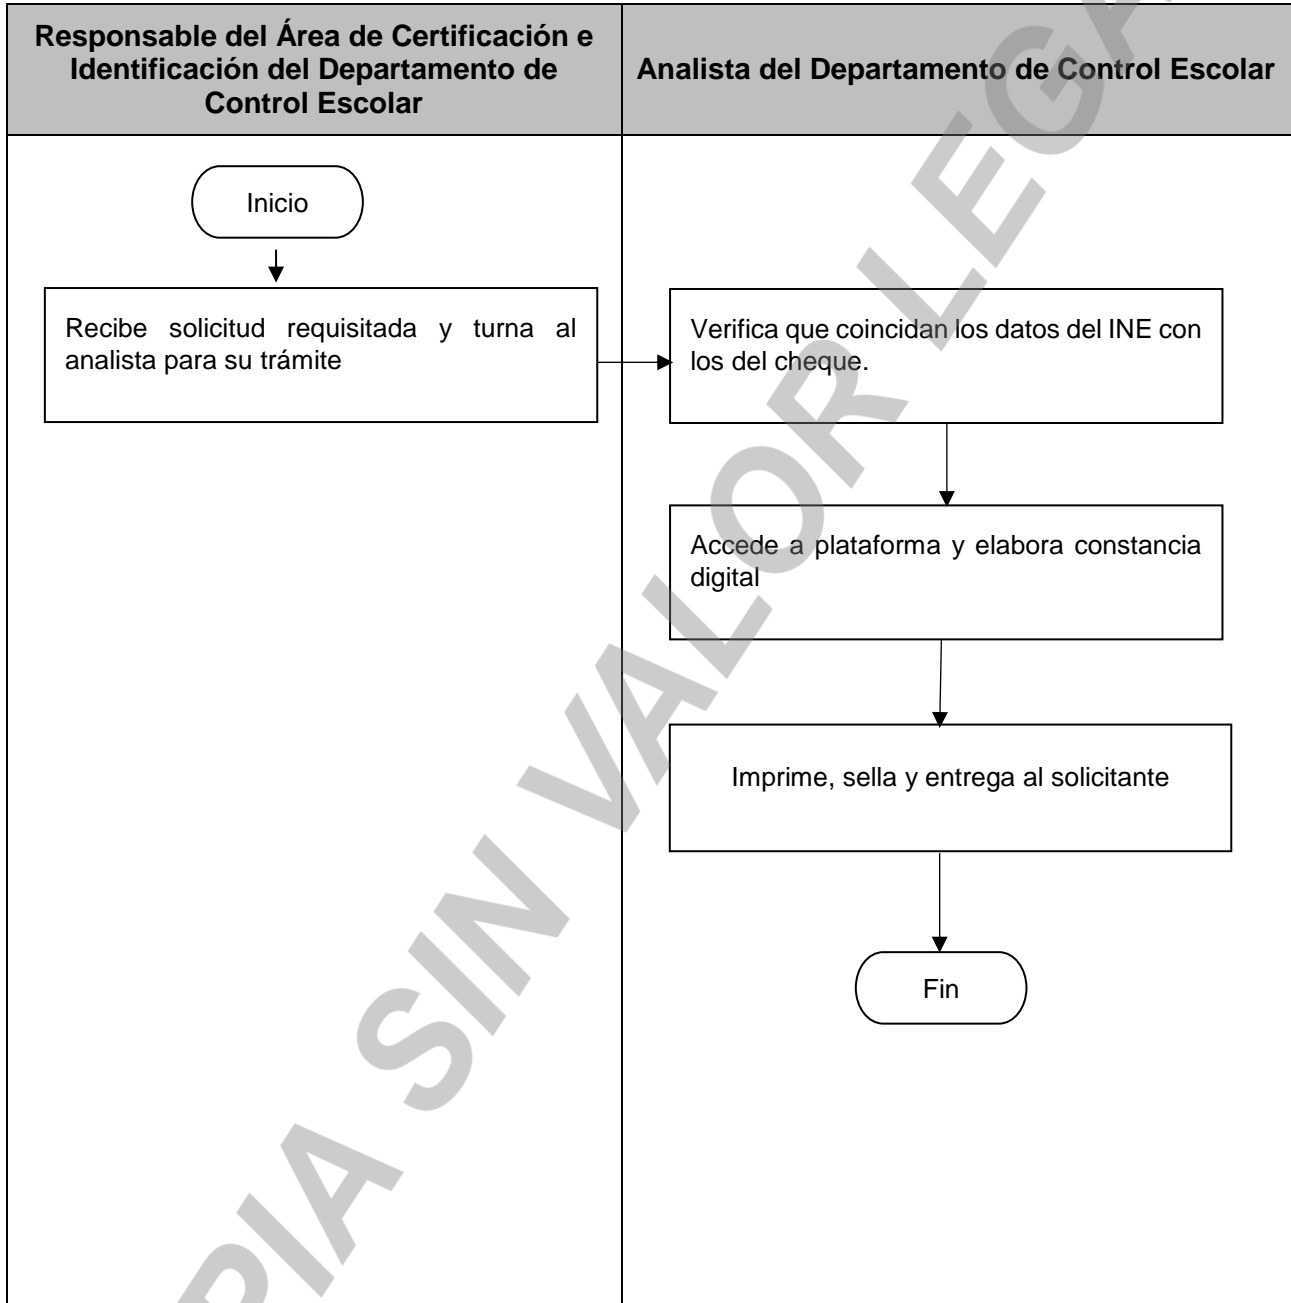 Responsable del Área de Certificación e
Identificación del Departamento de
Control Escolar
Analista del Departamento de Control Escolar
Inicio
Recibe solicitud requisitada y turna al
analista para su trámite
Verifica que coincidan los datos del INE con
los del cheque.
Accede a plataforma y elabora constancia
digital
Imprime, sella y entrega al solicitante
Fin
PIA SIN VALOR LEGA